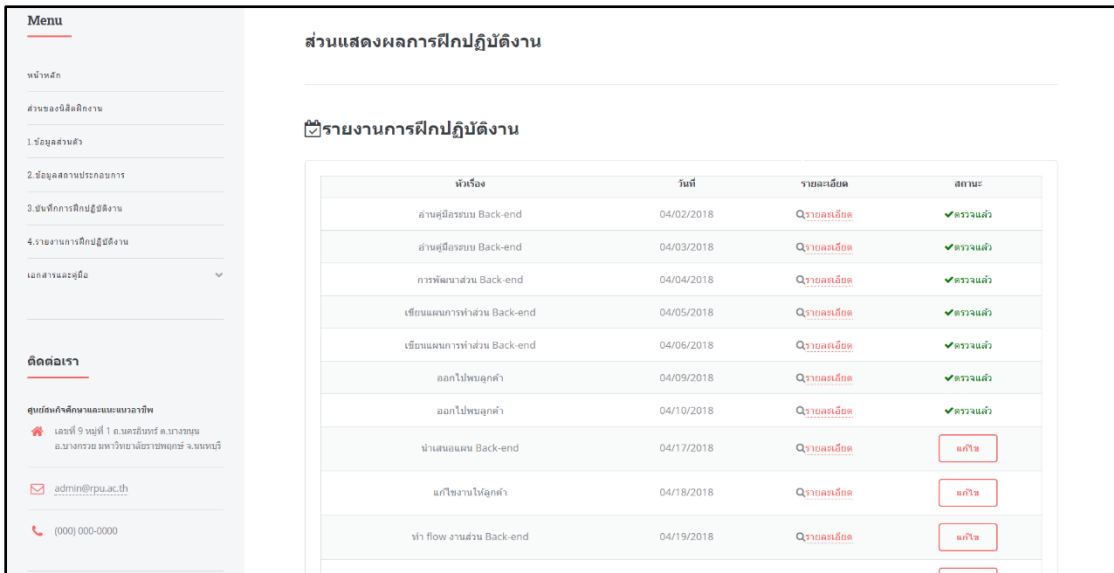 Menu
หน้าหลัก
ส่วนของนิสิตฝึกงาน
1.ข้อมูลส่วนตัว
2.ข้อมูลสถานประกอบการ
3.บันทึกการฝึกปฏิบัติงาน
4.รายงานการฝึกปฏิบัติงาน
เอกสารและคู่มือ
ติดต่อเรา
ศูนย์สหกิจศึกษาและแนะแนวอาชีพ
เลขที่ 9 หมู่ที่ 1 ถ.นครอินทร์ ต.บางขนุน
อ.บางกรวย มหาวิทยาลัยราชพฤกษ์ จ.นนทบุรี
admin@rpu.ac.th
(000) 000-0000
ส่วนแสดงผลการฝึกปฏิบัติงาน
รายงานการฝึกปฏิบัติงาน
หัวเรื่อง วันที่ รายละเอียด สถานะ
อ่านคู่มือระบบ Back-end 04/02/2018 รายละเอียด ตรวจแล้ว
อ่านคู่มือระบบ Back-end 04/03/2018 รายละเอียด ตรวจแล้ว
การพัฒนาส่วน Back-end 04/04/2018 รายละเอียด ตรวจแล้ว
เขียนแผนการทำส่วน Back-end 04/05/2018 รายละเอียด ตรวจแล้ว
เขียนแผนการทำส่วน Back-end 04/06/2018 รายละเอียด ตรวจแล้ว
ออกไปพบลูกค้า 04/09/2018 รายละเอียด ตรวจแล้ว
ออกไปพบลูกค้า 04/10/2018 รายละเอียด ตรวจแล้ว
นำเสนอแผน Back-end 04/17/2018 รายละเอียด แก้ไข
แก้ไขงานให้ลูกค้า 04/18/2018 รายละเอียด แก้ไข
ทำ flow งานส่วน Back-end 04/19/2018 รายละเอียด แก้ไข